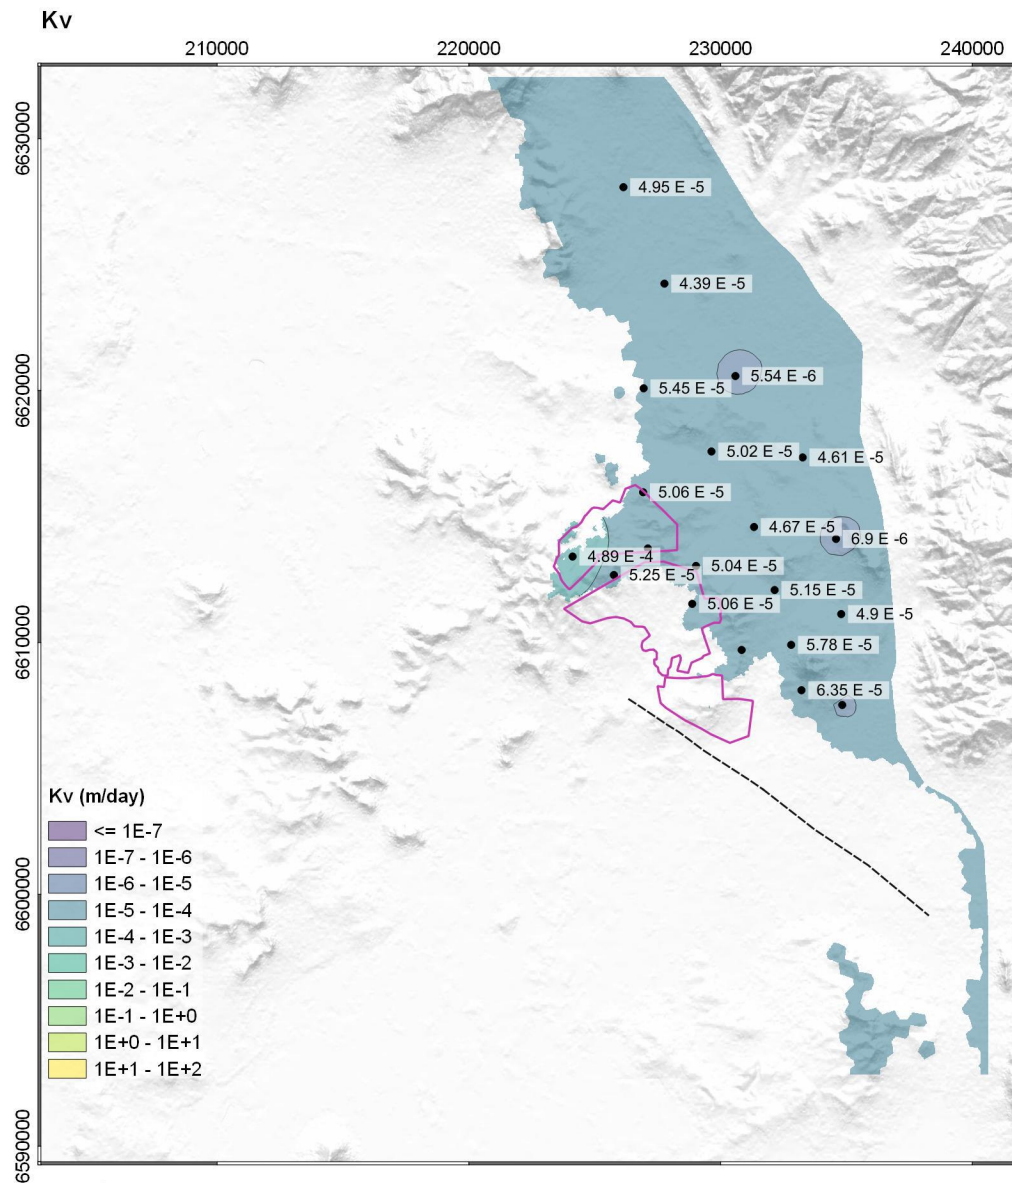 Kv
210000
220000
230000
240000
6630000
6620000
6610000
6600000
6590000
4.95 E -5
4.39 E -5
5.54 E -6
5.45 E -5
5.02 E -5
4.61 E -5
5.06 E -5
4.67 E -5
6.9 E -6
4.89 E -4
5.04 E -5
5.25 E -5
5.15 E -5
5.06 E -5
4.9 E -5
5.78 E -5
6.35 E -5
Kv (m/day)
<= 1E-7
1E-7 - 1E-6
1E-6 - 1E-5
1E-5 - 1E-4
1E-4 - 1E-3
1E-3 - 1E-2
1E-2 - 1E-1
1E-1 - 1E+0
1E+0 - 1E+1
1E+1 - 1E+2